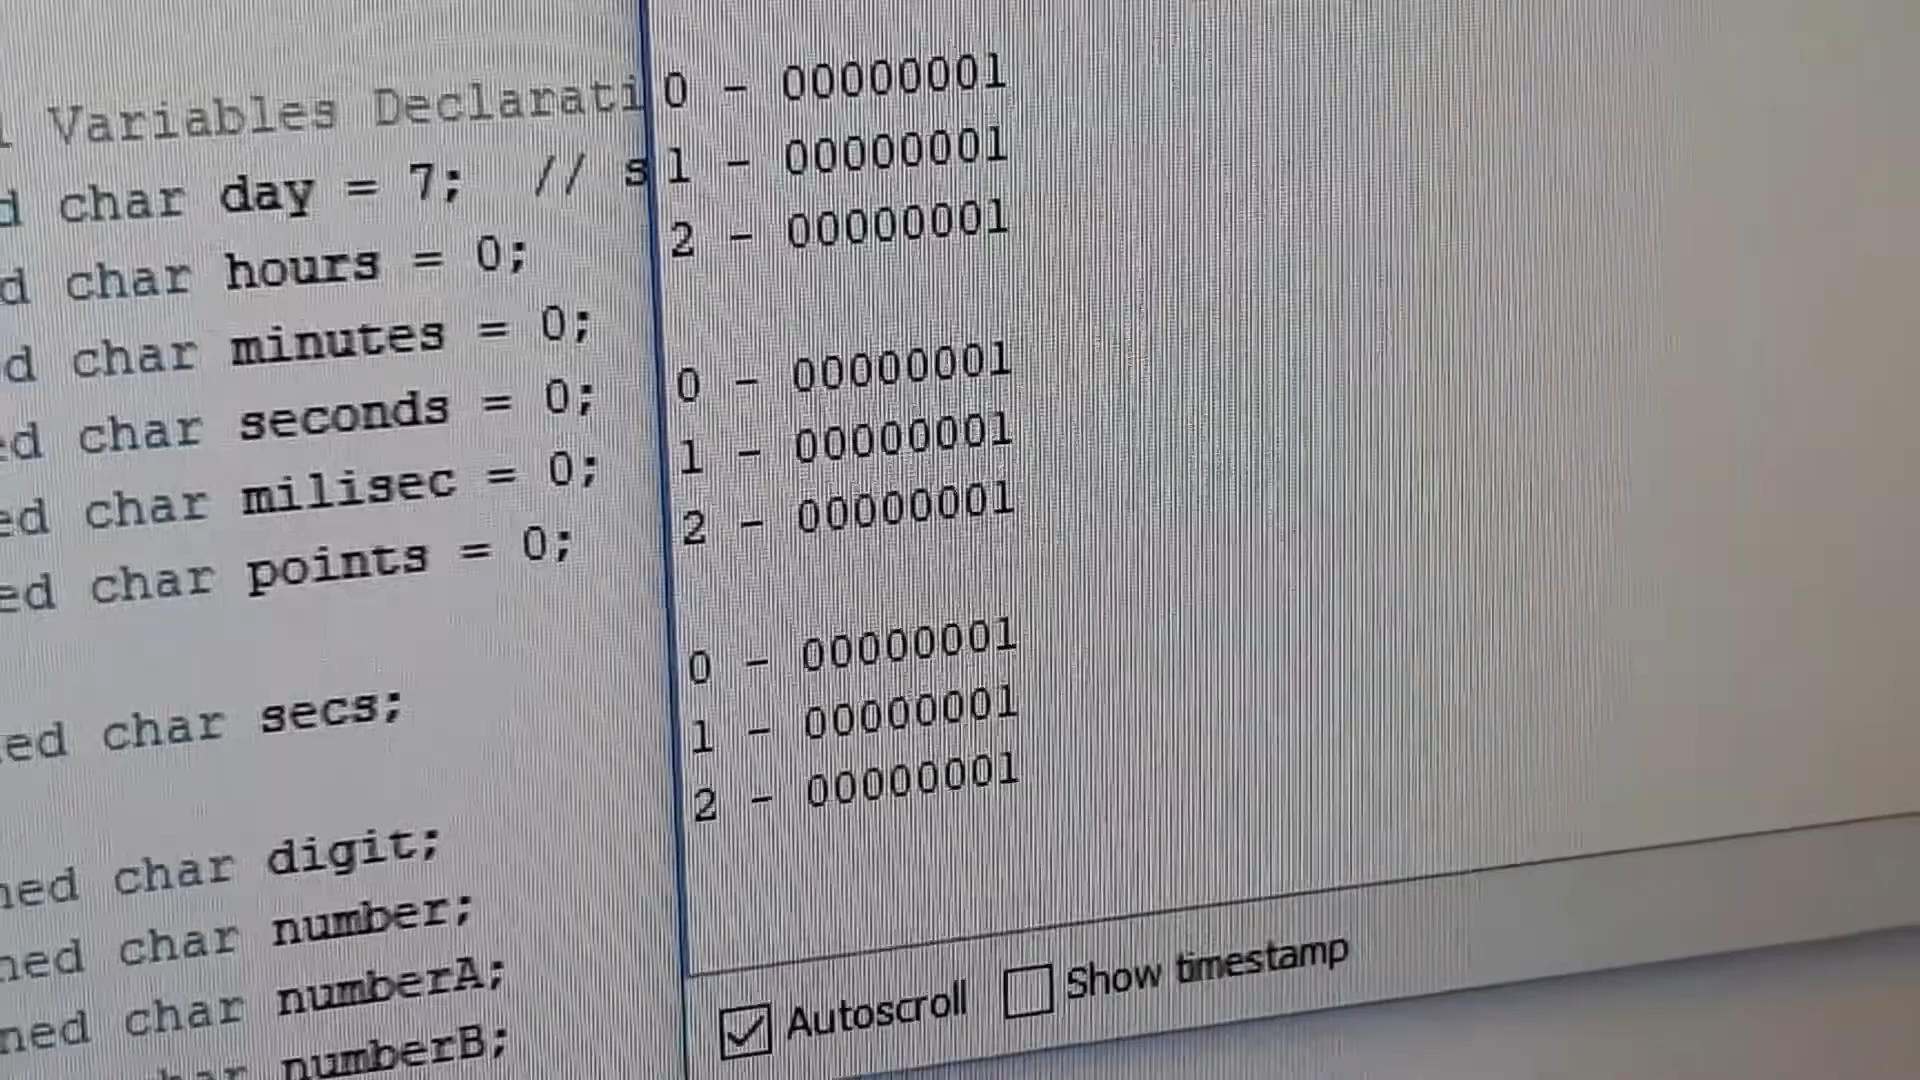 Variables Declarati
d char day = 7; // s
d char hours = 0;
d char minutes = 0;
ed char seconds = 0;
ed char milisec = 0;
ed char points = 0;
ed char secs;
ned char digit;
ned char number;
ned char numberA;
char numberB;
0 - 00000001
1 - 00000001
2 - 00000001
0 - 00000001
1 - 00000001
2 - 00000001
0 - 00000001
1 - 00000001
2 - 00000001
Autoscroll Show timestamp